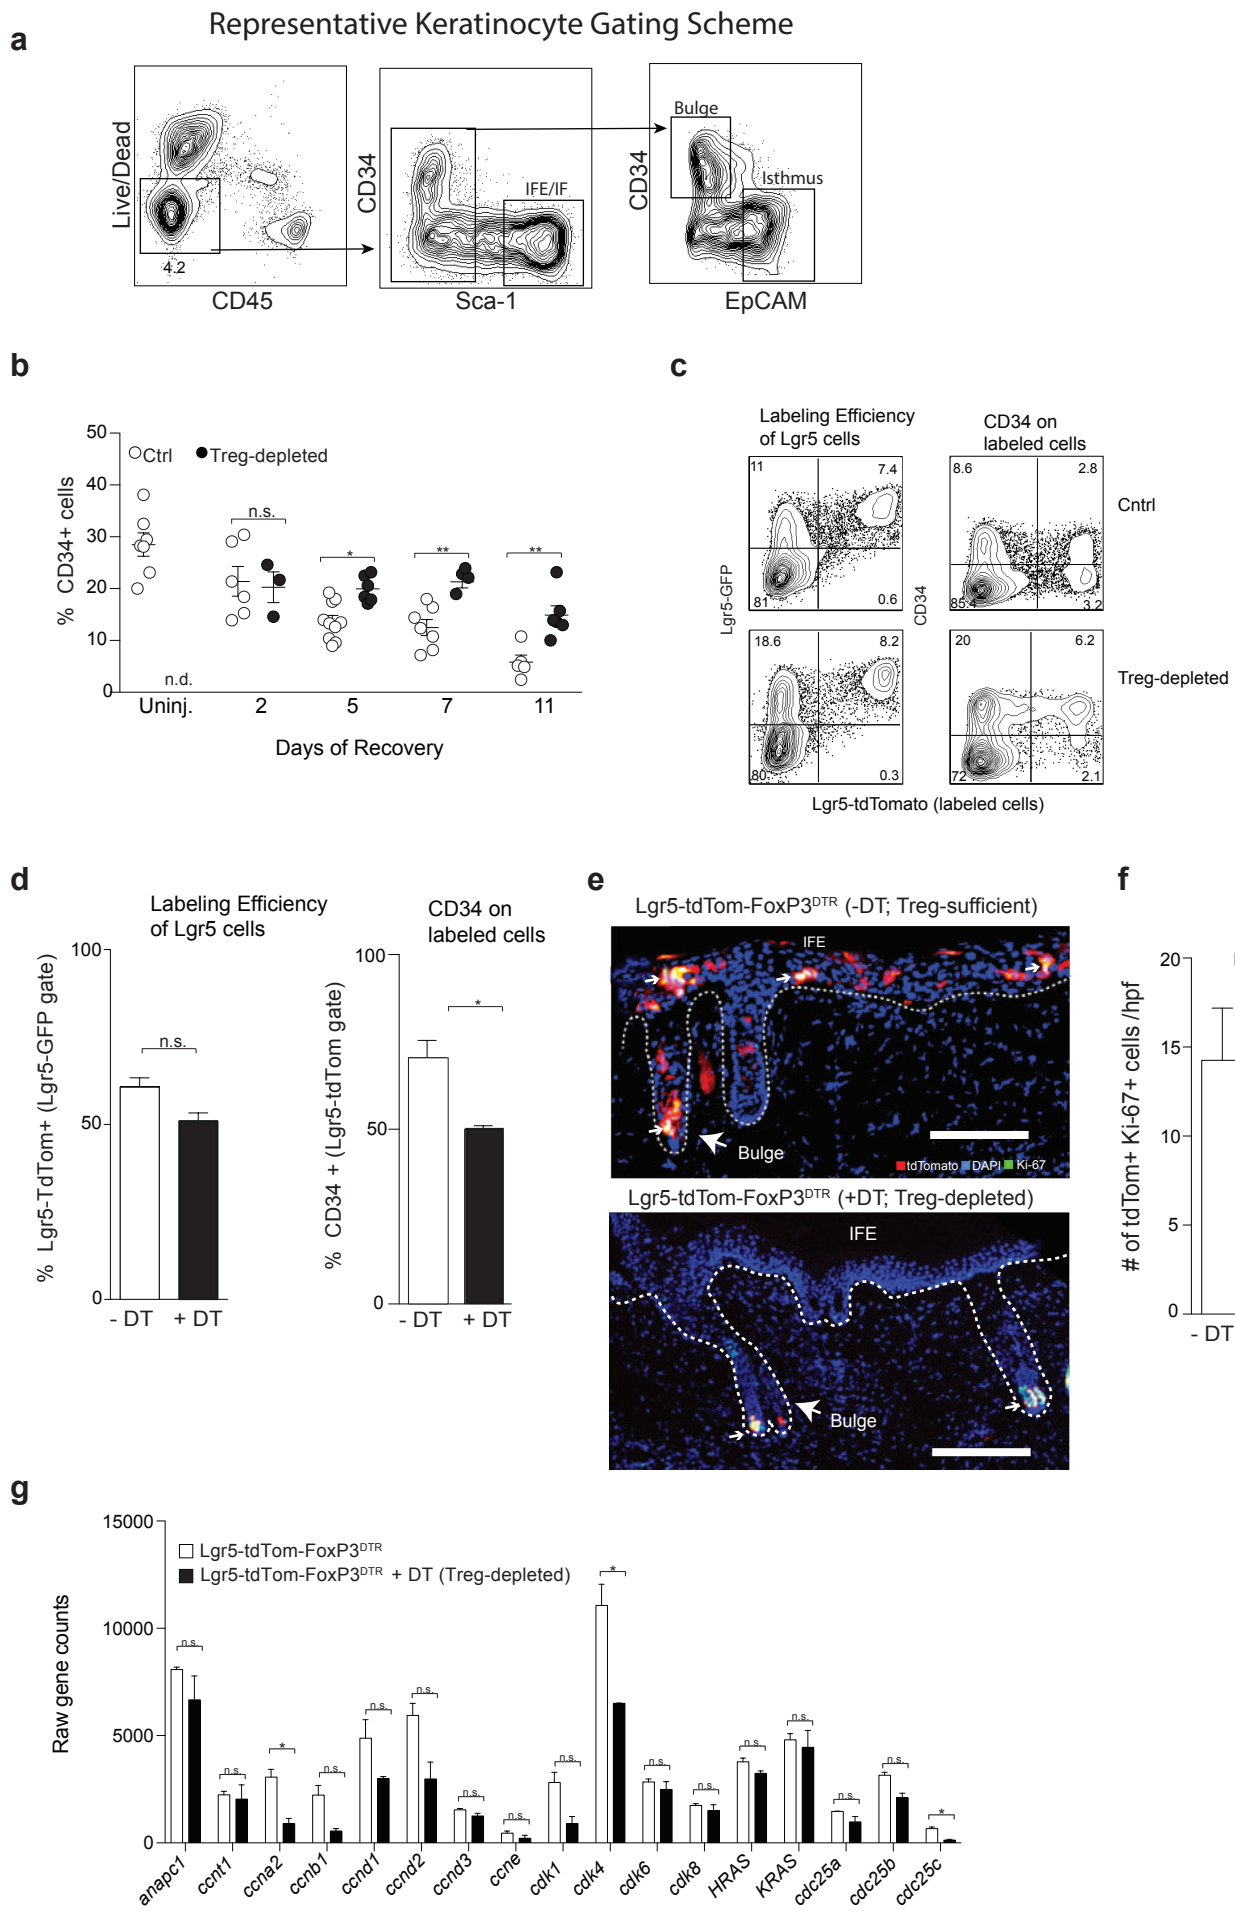 Representative Keratinocyte Gating Scheme
a
Live/Dead
4.2
CD45
CD34
IFE/IF
Sca-1
CD34
Bulge
Isthmus
EpCAM
b
% CD34+ cells
50
40
30
20
10
0
Ctrl
Treg-depleted
n.s.
*
**
**
n.d.
Uninj.
2
5
7
11
Days of Recovery
c
Labeling Efficiency
of Lgr5 cells
CD34 on
labeled cells
Lgr5-GFP
CD34
11
7.4
81
0.6
8.6
2.8
85.4
3.2
Cntrl
18.6
8.2
80
0.3
20
6.2
72
2.1
Treg-depleted
Lgr5-tdTomato (labeled cells)
d
Labeling Efficiency
of Lgr5 cells
% Lgr5-TdTom+ (Lgr5-GFP gate)
100
50
0
n.s.
- DT
+ DT
CD34 on
labeled cells
% CD34 + (Lgr5-tdTom gate)
100
50
0
*
- DT
+ DT
e
Lgr5-tdTom-FoxP3DTR (-DT; Treg-sufficient)
IFE
Bulge
tdTomato DAPI Ki-67
Lgr5-tdTom-FoxP3DTR (+DT; Treg-depleted)
IFE
Bulge
f
# of tdTom+ Ki-67+ cells /hpf
20
15
10
5
0
- DT
g
Raw gene counts
15000
10000
5000
0
Lgr5-tdTom-FoxP3DTR
Lgr5-tdTom-FoxP3DTR + DT (Treg-depleted)
n.s.
n.s.
*
n.s.
n.s.
n.s.
n.s.
n.s.
n.s.
*
n.s.
n.s.
n.s.
n.s.
n.s.
n.s.
*
anapc1
ccnt1
ccna2
ccnb1
ccnd1
ccnd2
ccnd3
ccne
cdk1
cdk4
cdk6
cdk8
HRAS
KRAS
cdc25a
cdc25b
cdc25c